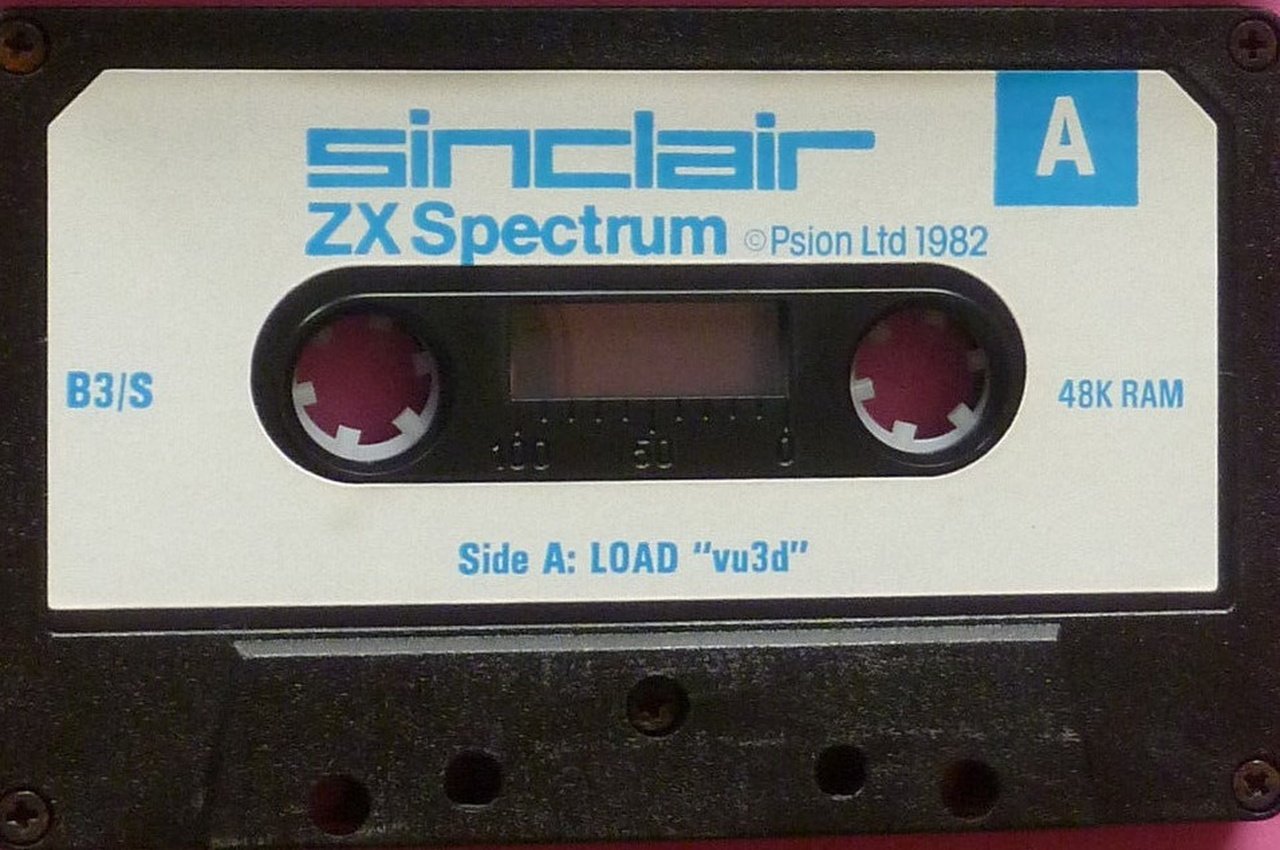 sinclair
A
ZX Spectrum ©Psion Ltd 1982
B3/S
48K RAM
100 50 0
Side A: LOAD "vu3d"